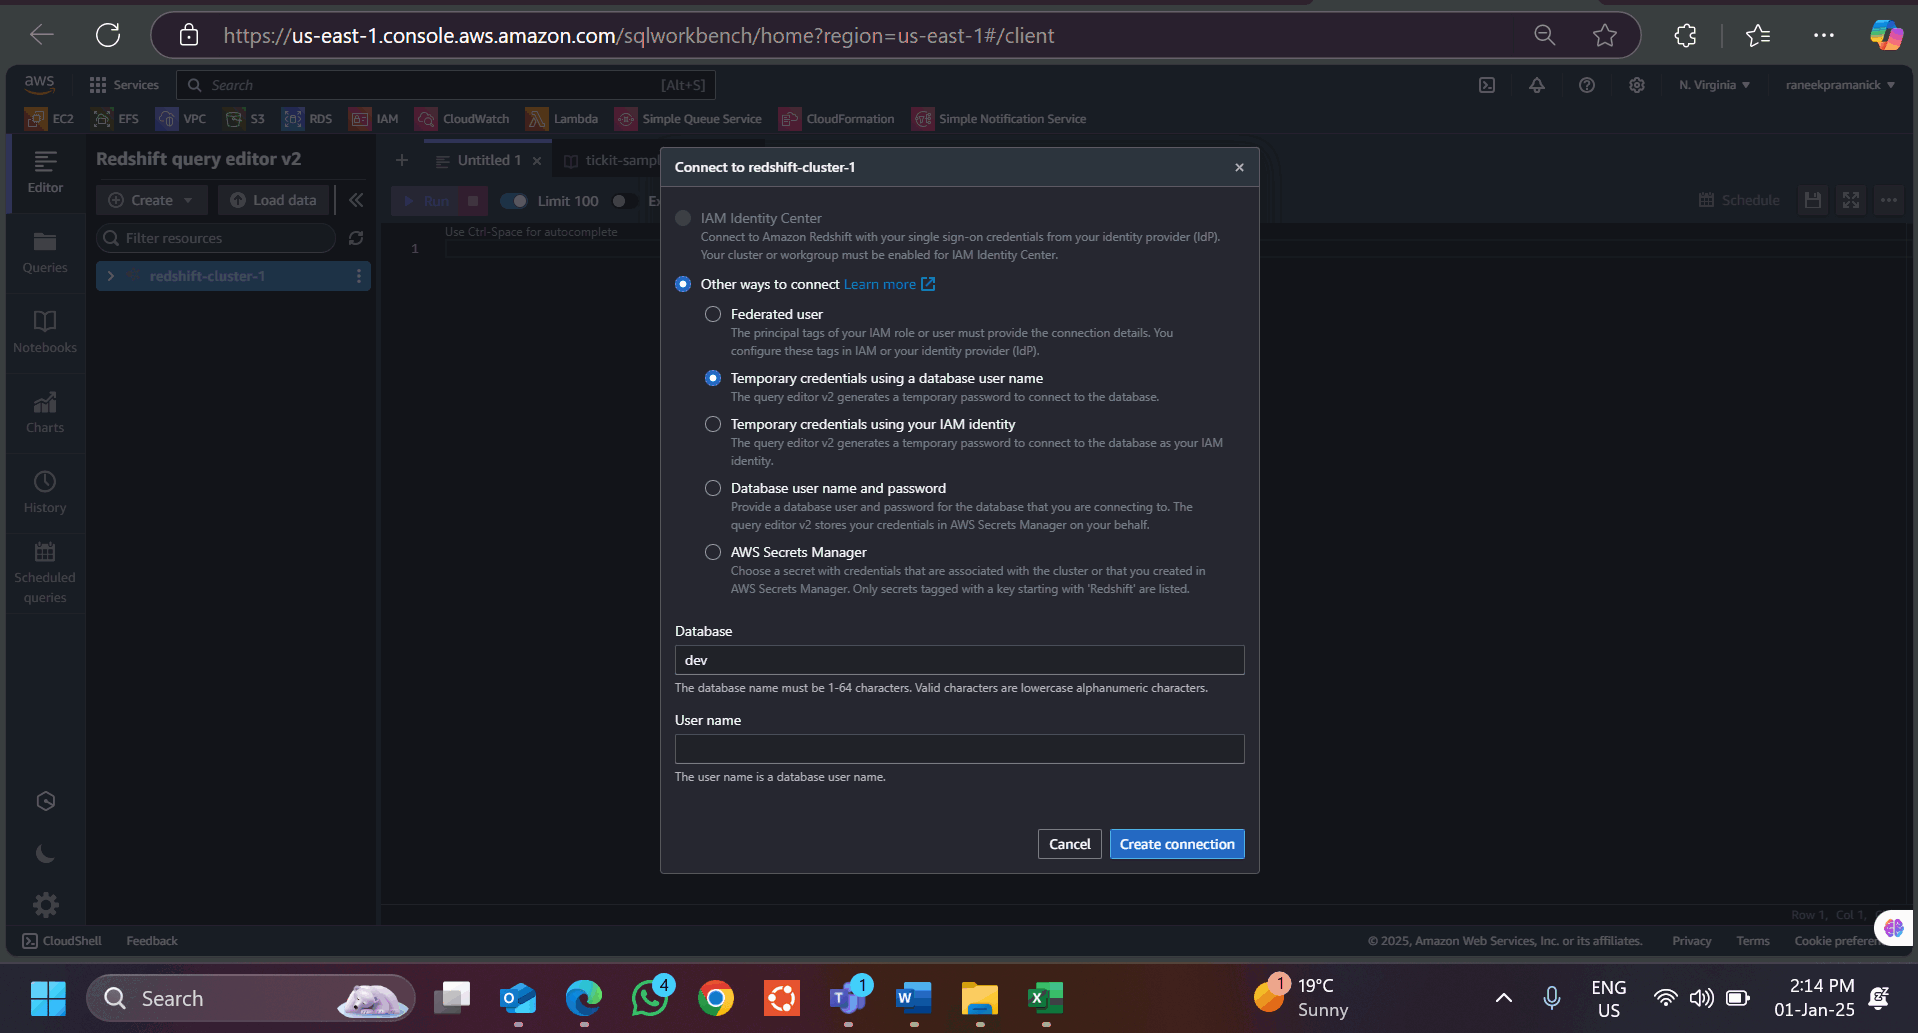 https://us-east-1.console.aws.amazon.com/sqlworkbench/home?region=us-east-1#/client
aws
Services
Search
[Alt+S]
N. Virginia
raneekpramanick
EC2
EFS
VPC
S3
RDS
IAM
CloudWatch
Lambda
Simple Queue Service
CloudFormation
Simple Notification Service
Editor
Queries
Notebooks
Charts
History
Scheduled
queries
Redshift query editor v2
Create
Load data
Filter resources
redshift-cluster-1
Untitled 1
tickit-sampl
Run
Limit 100
Ex
Schedule
1
Use Ctrl-Space for autocomplete
Connect to redshift-cluster-1
IAM Identity Center
Connect to Amazon Redshift with your single sign-on credentials from your identity provider (IdP).
Your cluster or workgroup must be enabled for IAM Identity Center.
Other ways to connect Learn more
Federated user
The principal tags of your IAM role or user must provide the connection details. You
configure these tags in IAM or your identity provider (IdP).
Temporary credentials using a database user name
The query editor v2 generates a temporary password to connect to the database.
Temporary credentials using your IAM identity
The query editor v2 generates a temporary password to connect to the database as your IAM
identity.
Database user name and password
Provide a database user and password for the database that you are connecting to. The
query editor v2 stores your credentials in AWS Secrets Manager on your behalf.
AWS Secrets Manager
Choose a secret with credentials that are associated with the cluster or that you created in
AWS Secrets Manager. Only secrets tagged with a key starting with 'Redshift' are listed.
Database
dev
The database name must be 1-64 characters. Valid characters are lowercase alphanumeric characters.
User name
The user name is a database user name.
Cancel
Create connection
Row 1, Col 1,
CloudShell
Feedback
© 2025, Amazon Web Services, Inc. or its affiliates.
Privacy
Terms
Cookie preferen
Search
4
1
1
19°C
Sunny
ENG
US
2:14 PM
01-Jan-25